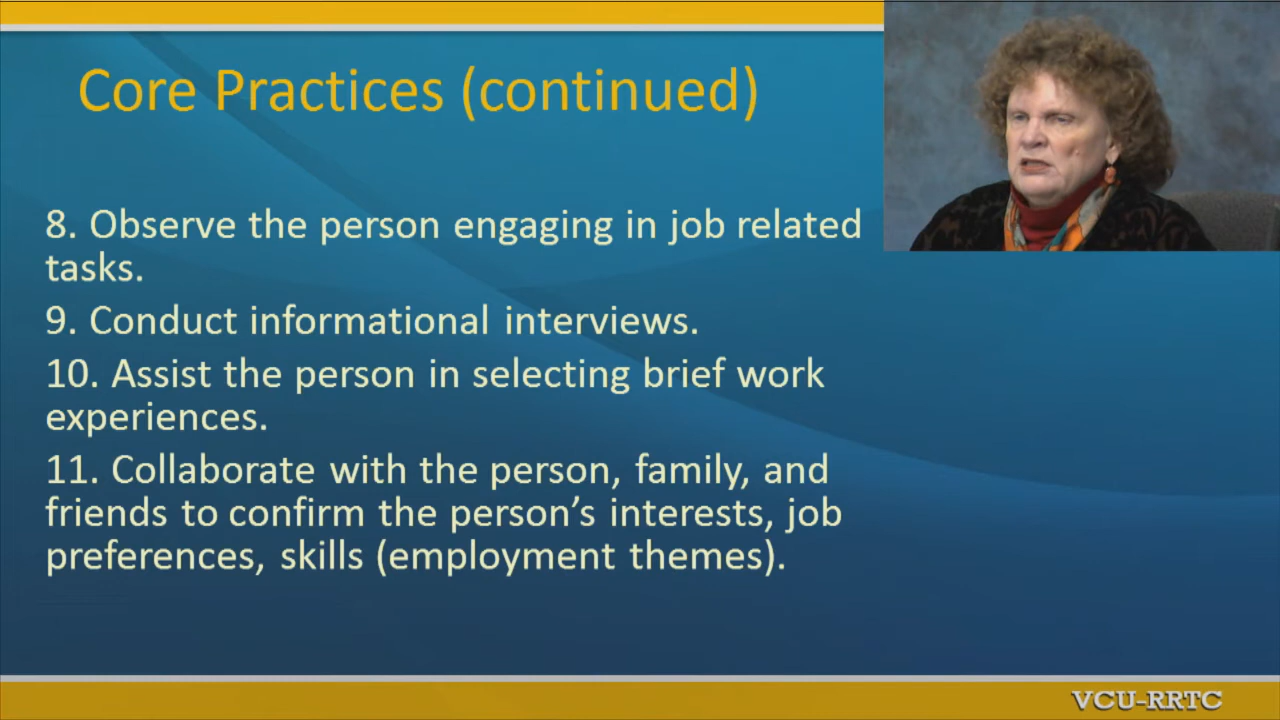 Core Practices (continued)
8. Observe the person engaging in job related
tasks.
9. Conduct informational interviews.
10. Assist the person in selecting brief work
experiences.
11. Collaborate with the person, family, and
friends to confirm the person’s interests, job
preferences, skills (employment themes).
VCU-RRTC